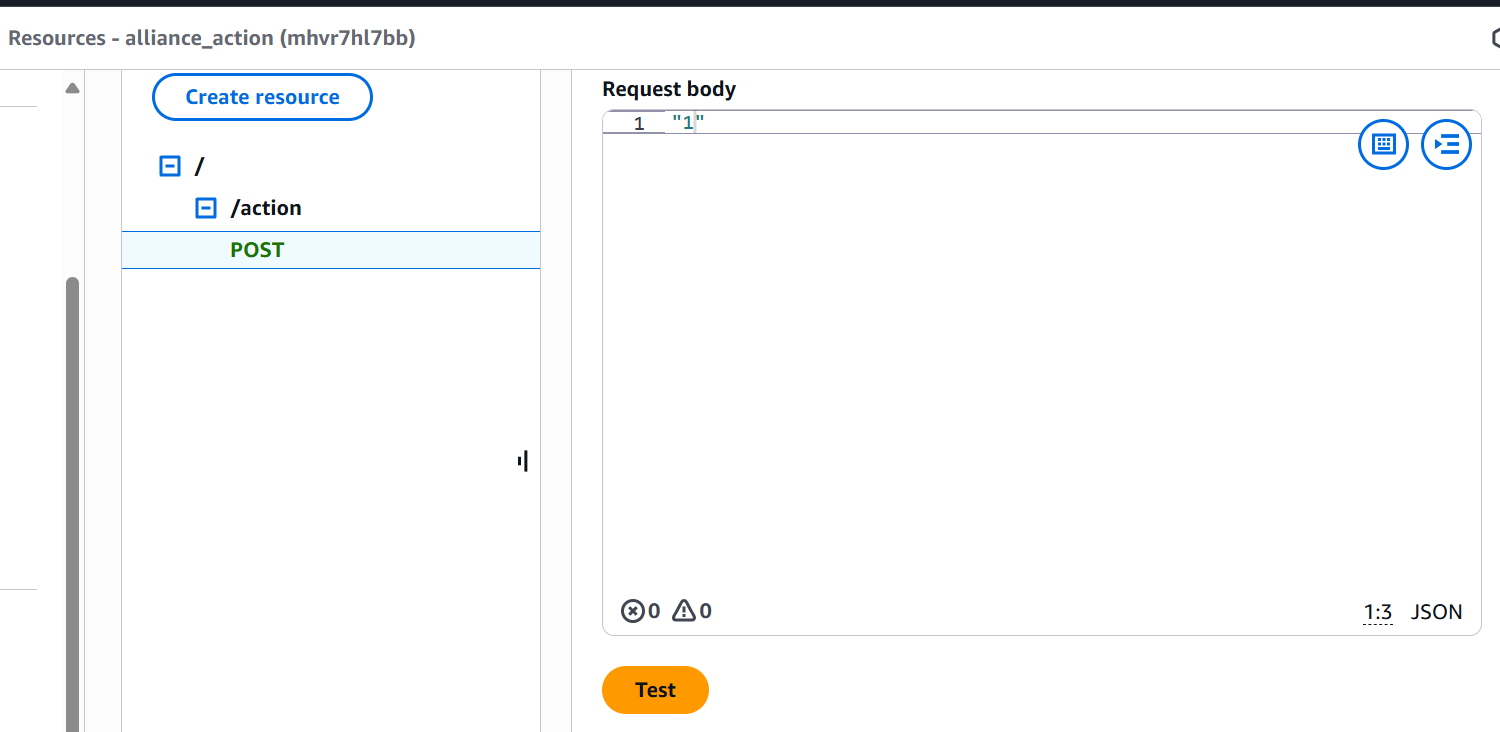 Resources - alliance_action (mhvr7hl7bb)
Create resource
/
/action
POST
Request body
1 "1"
0 0
1:3 JSON
Test